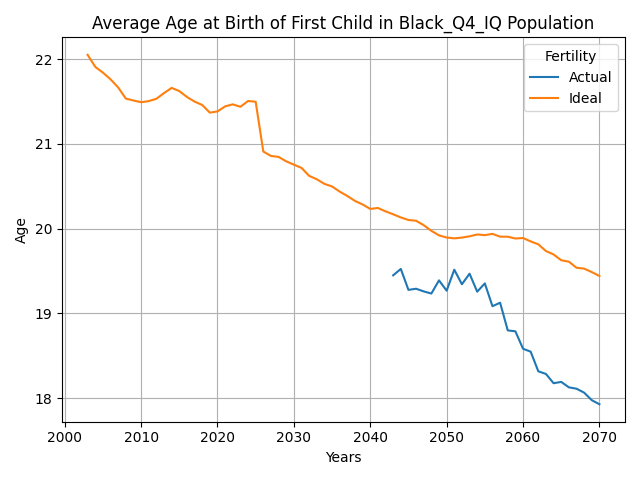 Average Age at Birth of First Child in Black_Q4_IQ Population
Fertility
Actual
Ideal
Age
22
21
20
19
18
2000
2010
2020
2030
2040
2050
2060
2070
Years